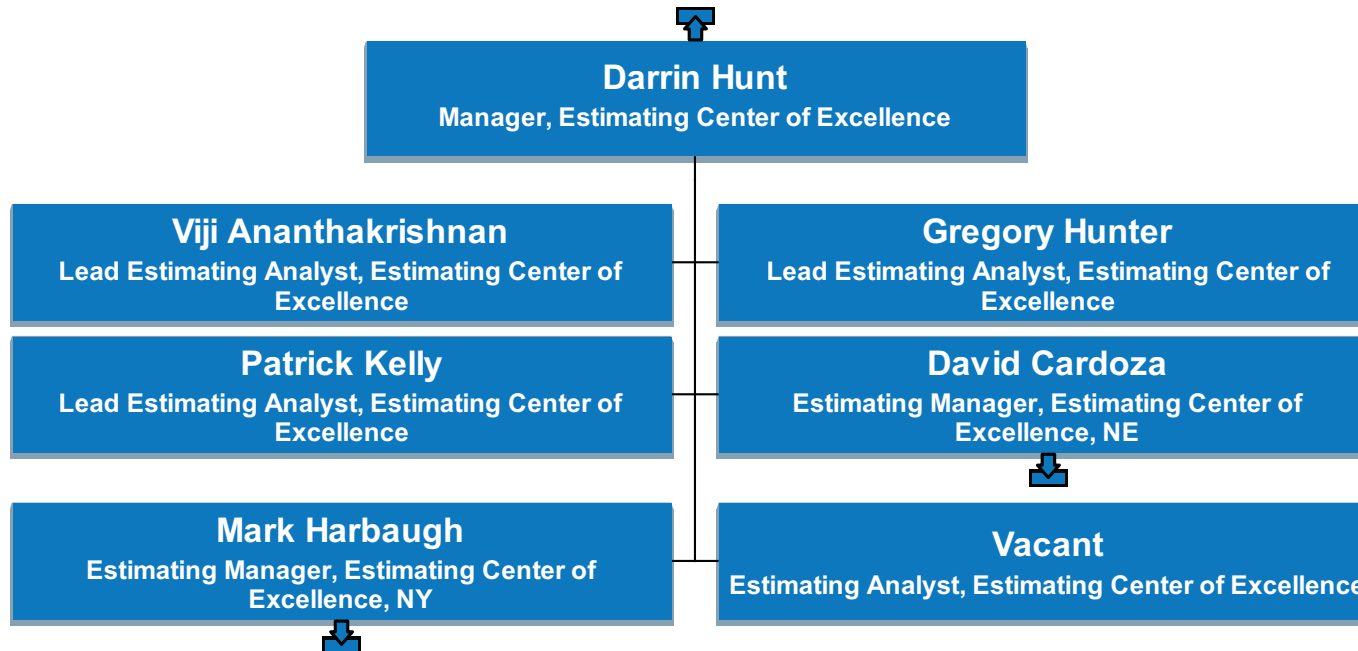 Darrin Hunt
Manager, Estimating Center of Excellence
Viji Ananthakrishnan
Lead Estimating Analyst, Estimating Center of
Excellence
Gregory Hunter
Lead Estimating Analyst, Estimating Center of
Excellence
Patrick Kelly
Lead Estimating Analyst, Estimating Center of
Excellence
David Cardoza
Estimating Manager, Estimating Center of
Excellence, NE
Mark Harbaugh
Estimating Manager, Estimating Center of
Excellence, NY
Vacant
Estimating Analyst, Estimating Center of Excellence